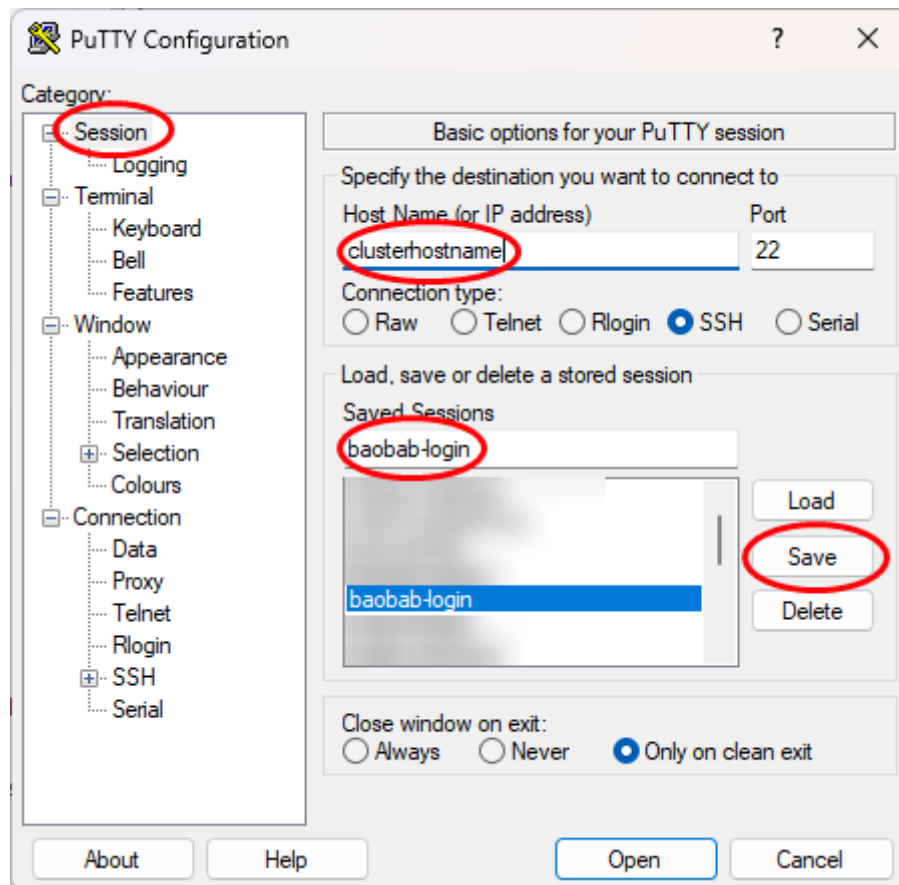 PuTTY Configuration ? ×
Category:
Session
Logging
Terminal
Keyboard
Bell
Features
Window
Appearance
Behaviour
Translation
Selection
Colours
Connection
Data
Proxy
Telnet
Rlogin
SSH
Serial
Basic options for your PuTTY session
Specify the destination you want to connect to
Host Name (or IP address) Port
clusterhostname 22
Connection type:
Raw Telnet Rlogin SSH Serial
Load, save or delete a stored session
Saved Sessions
baobab-login
Load
Save
baobab-login
Delete
Close window on exit:
Always Never Only on clean exit
About Help Open Cancel